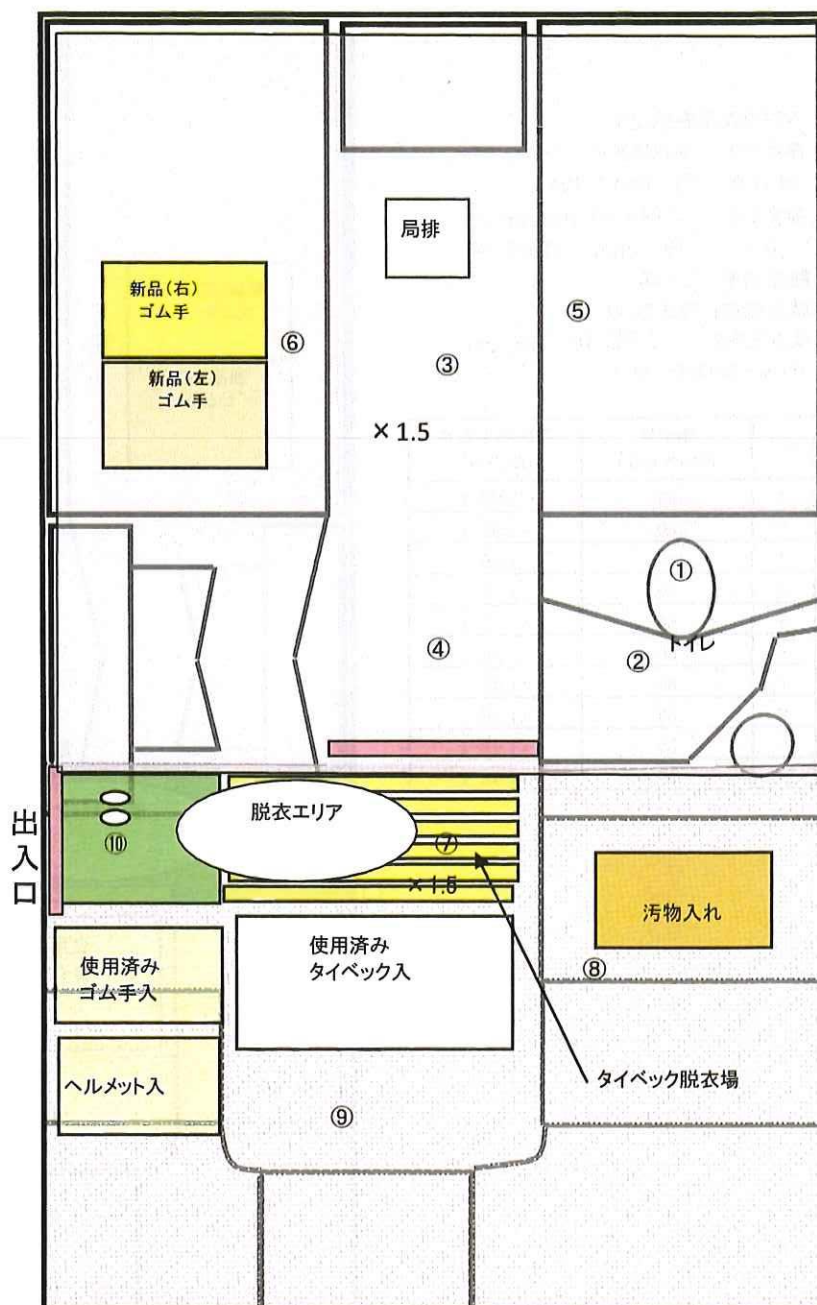 局排
新品(右)
ゴム手
⑥
⑤
③
新品(左)
ゴム手
×1.5
①
トイレ
④
②
出入口
脱衣エリア
⑩
⑦
×1.5
汚物入れ
使用済み
ゴム手入
使用済み
タイベック入
⑧
ヘルメット入
タイベック脱衣場
⑨